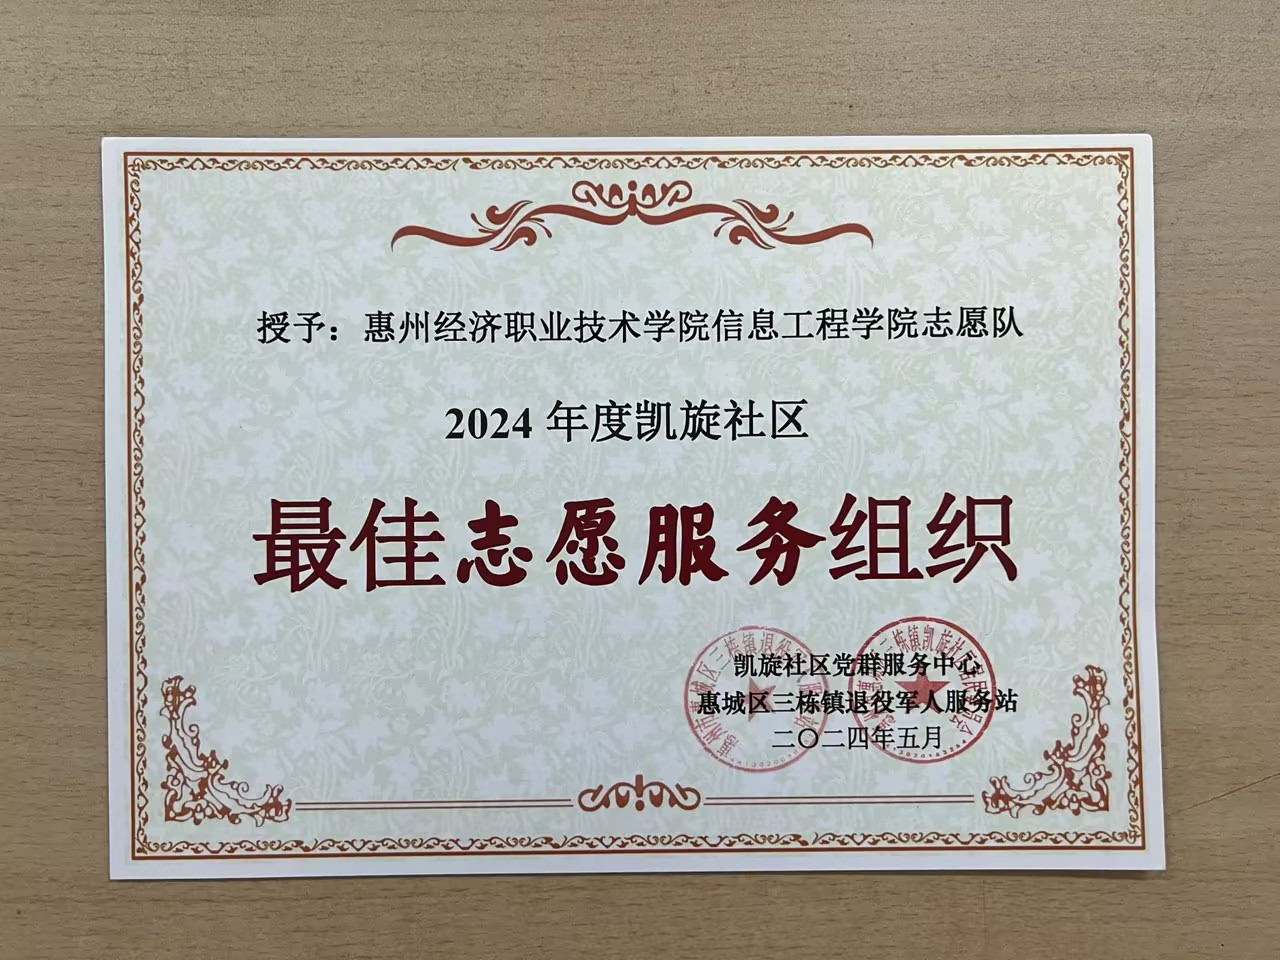 授予：惠州经济职业技术学院信息工程学院志愿队
2024 年度凯旋社区
最佳志愿服务组织
凯旋社区党群服务中心
惠城区三栋镇退役军人服务站
二〇二四年五月